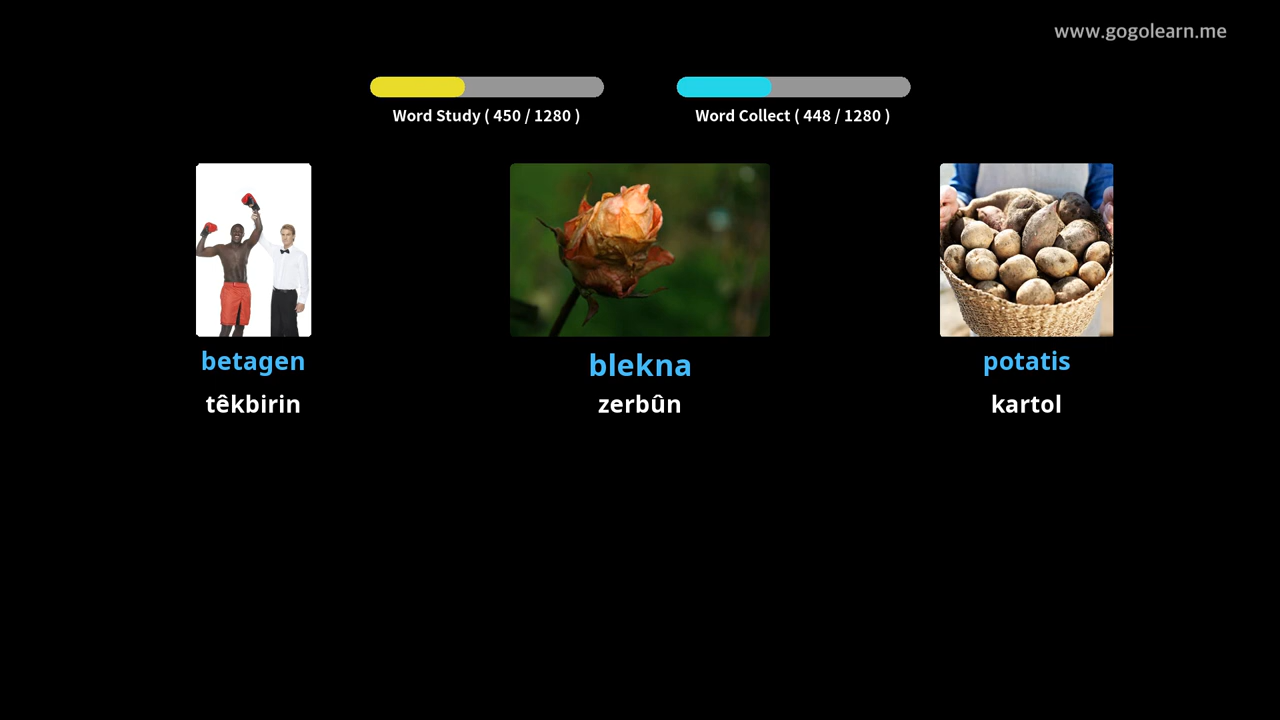 www.gogolearn.me
Word Study ( 450 / 1280 )
Word Collect ( 448 / 1280 )
betagen
blekna
potatis
têkbirin
zerbûn
kartol